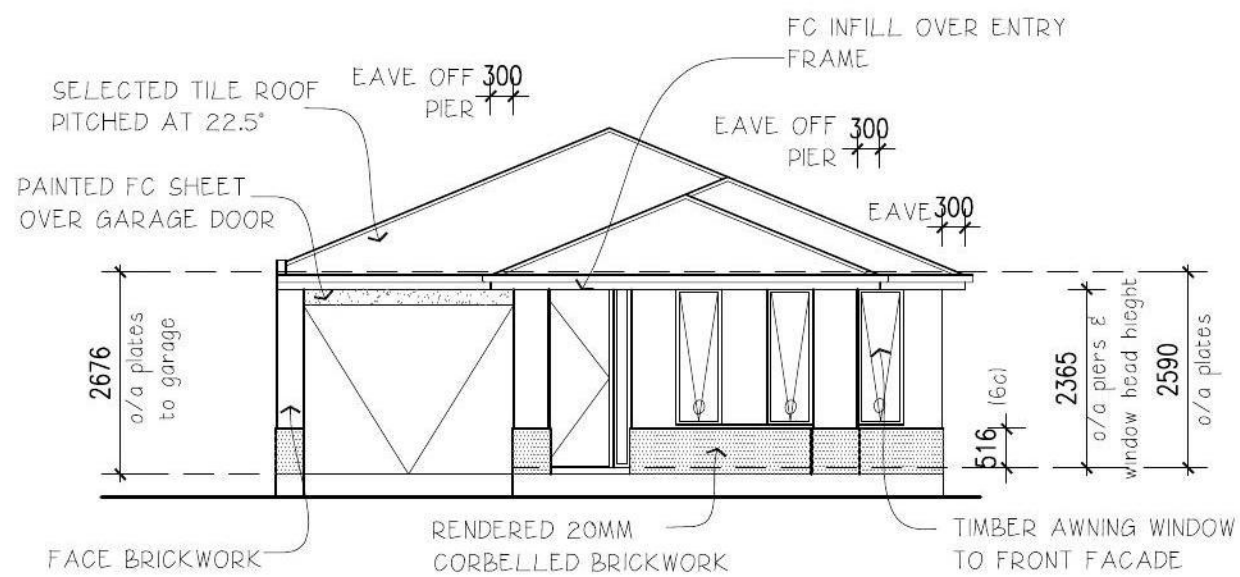 FC INFILL OVER ENTRY
FRAME
EAVE OFF 300
PIER
SELECTED TILE ROOF
PITCHED AT 22.5°
EAVE OFF 300
PIER
PAINTED FC SHEET
OVER GARAGE DOOR
EAVE 300
2676
o/a plates
to garage
516 (6c)
2365
o/a piers &
window head hieght
2590
o/a plates
FACE BRICKWORK
RENDERED 20MM
CORBELLED BRICKWORK
TIMBER AWNING WINDOW
TO FRONT FACADE